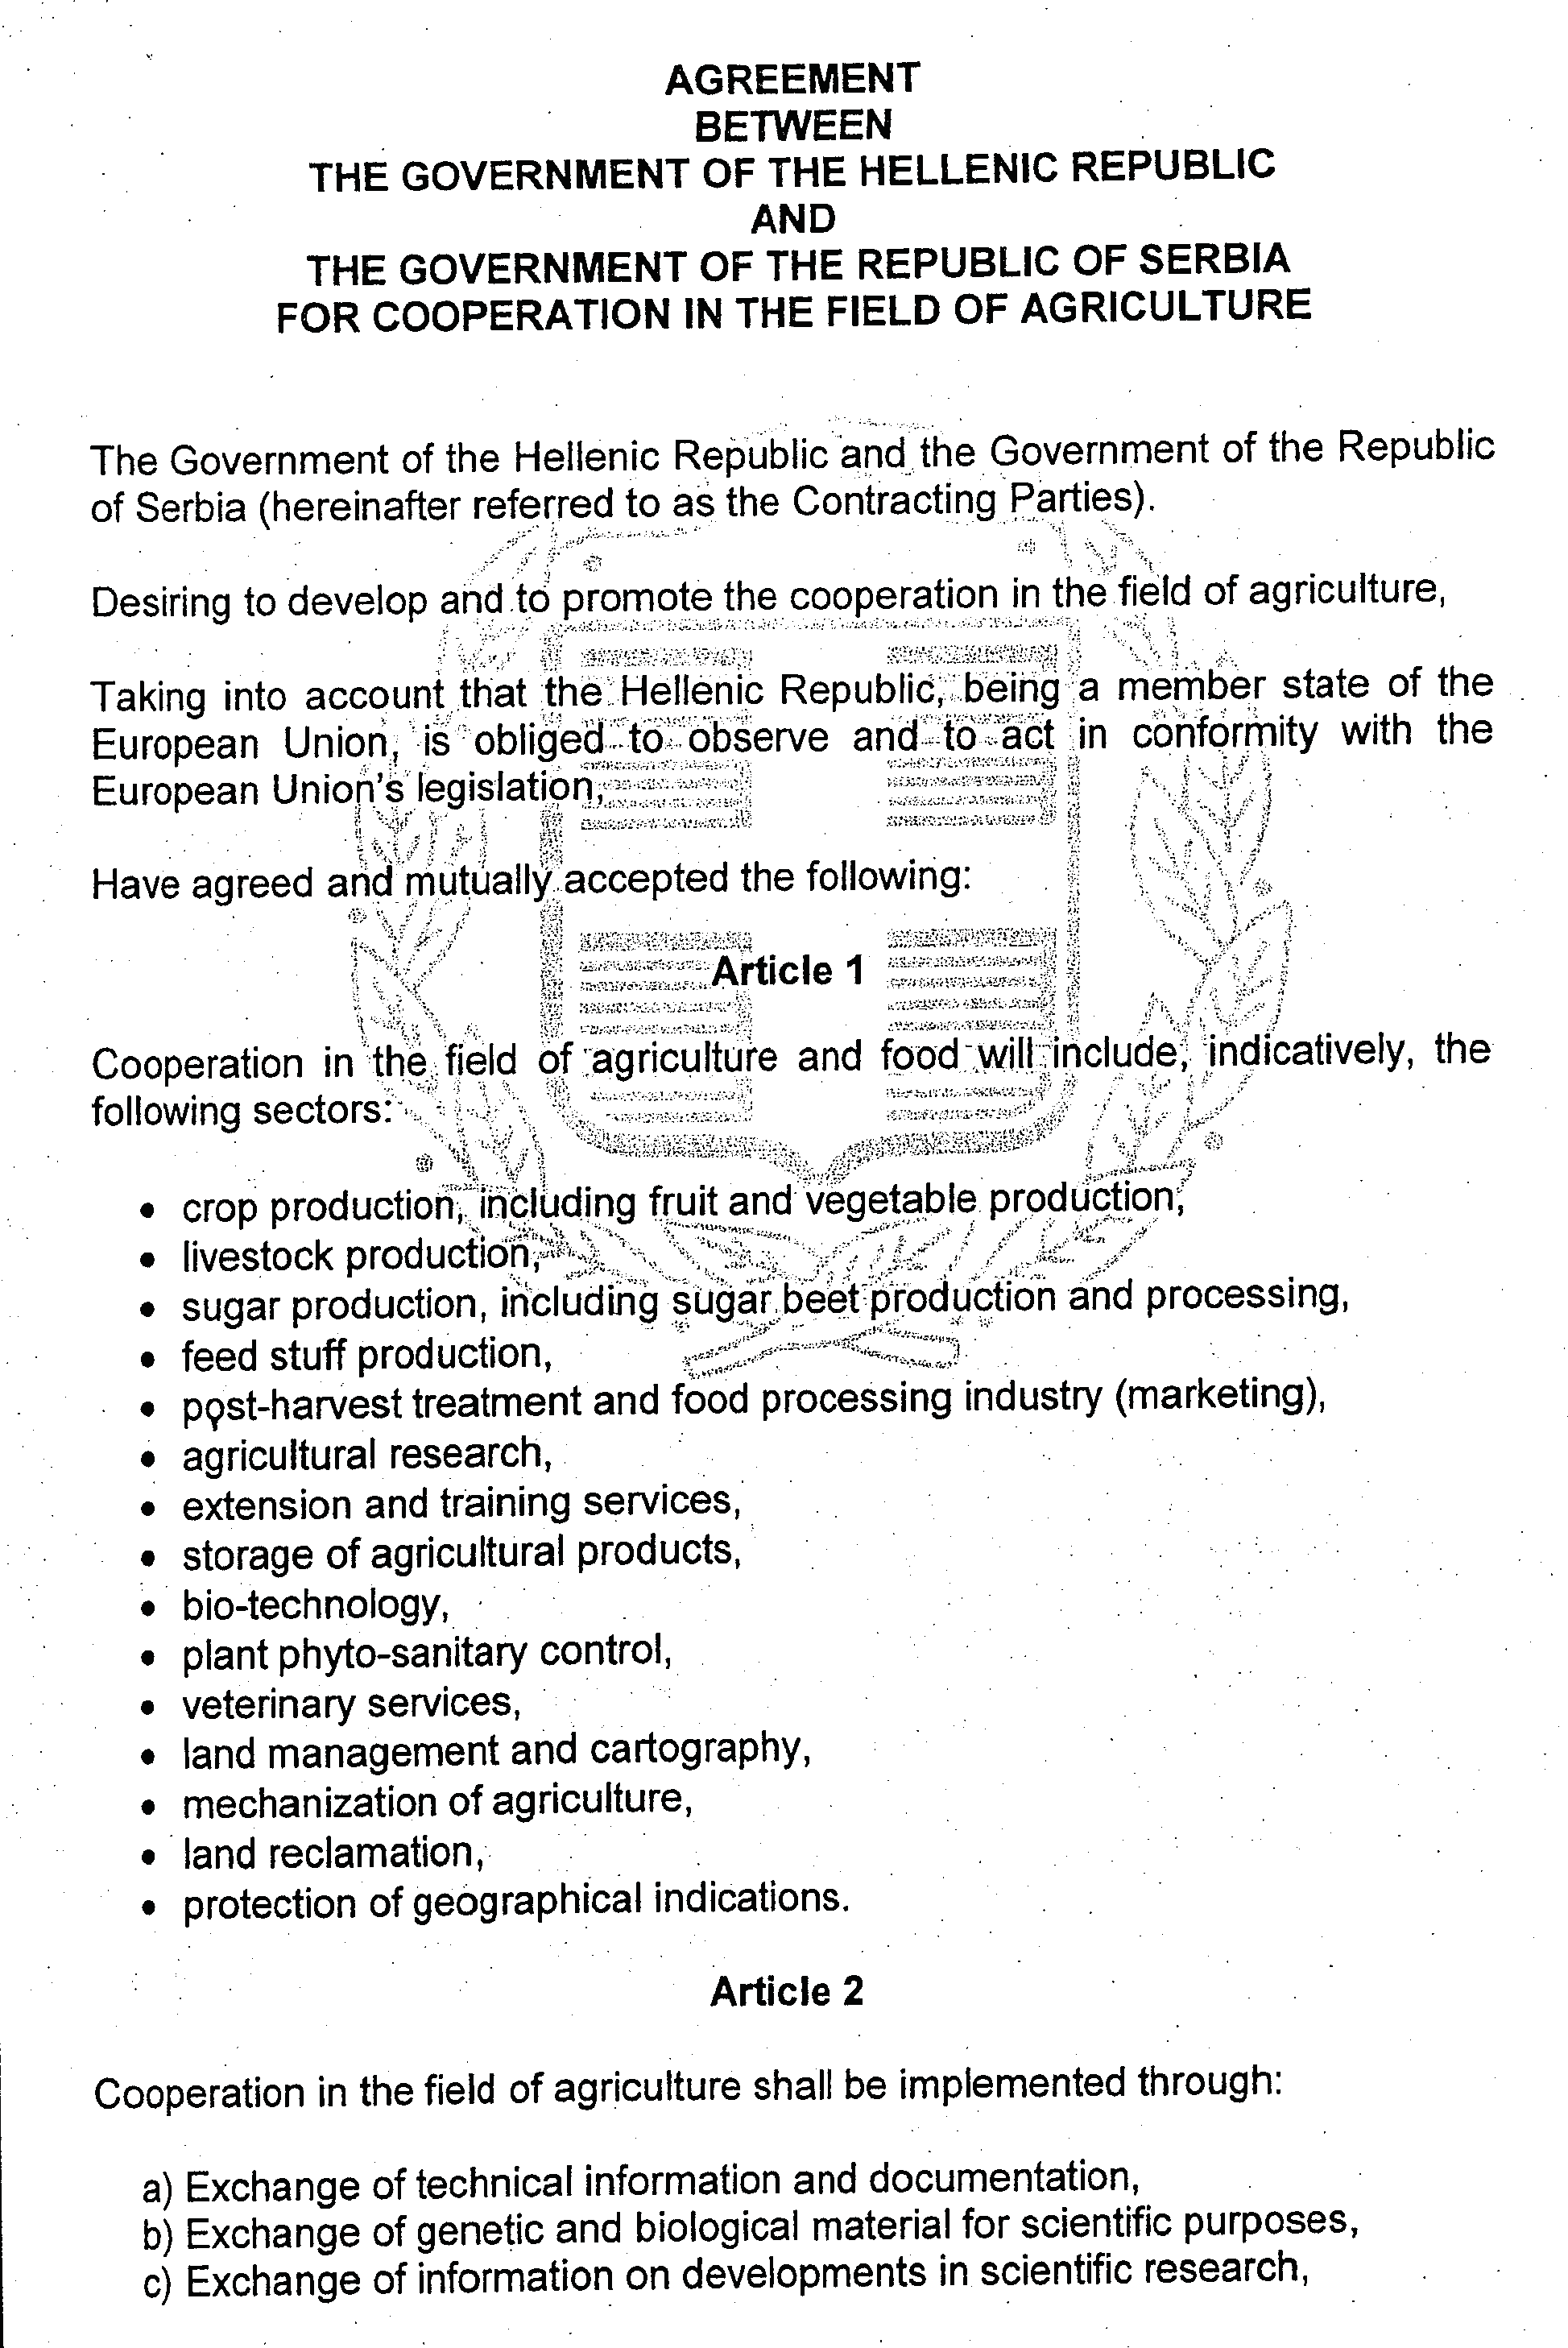 AGREEMENT
BETWEEN
THE GOVERNMENT OF THE HELLENIC REPUBLIC
AND
THE GOVERNMENT OF THE REPUBLIC OF SERBIA
FOR COOPERATION IN THE FIELD OF AGRICULTURE
The Government of the Hellenic Republic and the Government of the Republic
of Serbia (hereinafter referred to as the Contracting Parties).
Desiring to develop and to promote the cooperation in the field of agriculture,
Taking into account that the Hellenic Republic, being a member state of the
European Union, is obliged to observe and to act in conformity with the
European Union's legislation,
Have agreed and mutually accepted the following:
Article 1
Cooperation in the field of agriculture and food will include, indicatively, the
following sectors:
• crop production, including fruit and vegetable production,
• livestock production,
• sugar production, including sugar beet production and processing,
• feed stuff production,
• post-harvest treatment and food processing industry (marketing),
• agricultural research,
• extension and training services,
• storage of agricultural products,
• bio-technology,
• plant phyto-sanitary control,
• veterinary services,
• land management and cartography,
• mechanization of agriculture,
• land reclamation,
• protection of geographical indications.
Article 2
Cooperation in the field of agriculture shall be implemented through:
a) Exchange of technical information and documentation,
b) Exchange of genetic and biological material for scientific purposes,
c) Exchange of information on developments in scientific research,